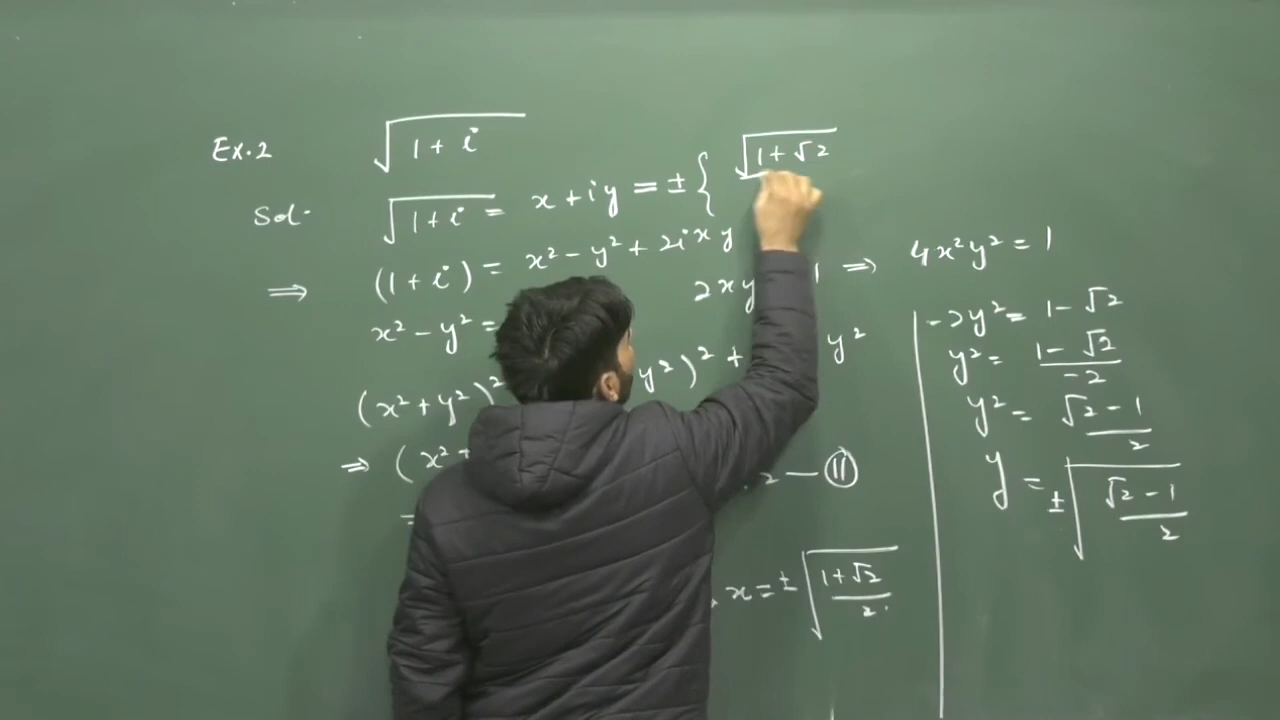 Ex.2 √(1 + i)
Sol. √(1 + i) = x + iy = ± { √(1 + √2)
⇒ (1 + i) = x² − y² + 2ixy
x² − y² = 2xy 1 ⇒ 4x²y² = 1
(x² + y²)² y²)² + y²
⇒ (x² + 2 — (II)
=
x = ± √((1 + √2)/2)
−2y² = 1 − √2
y² = (1 − √2)/−2
y² = (√2 − 1)/2
y = ± √((√2 − 1)/2)